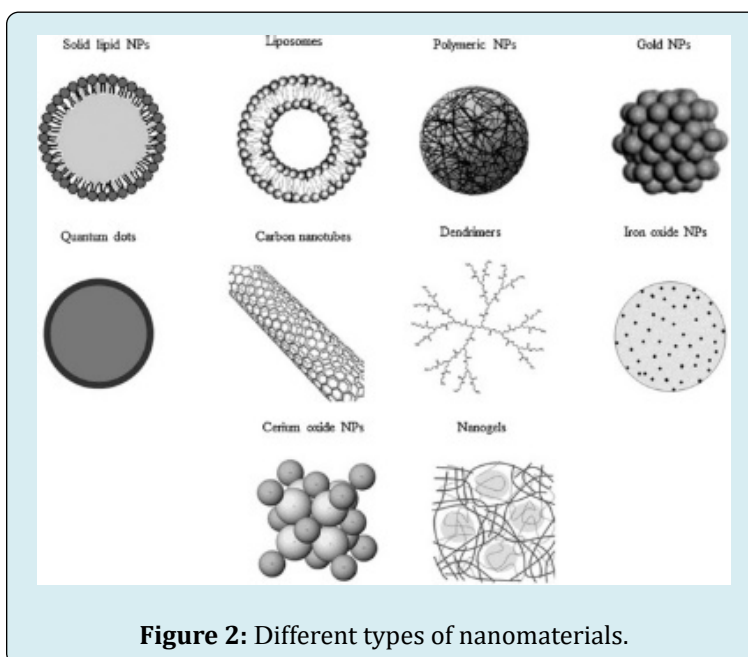 Solid lipid NPs Liposomes Polymeric NPs Gold NPs
Quantum dots Carbon nanotubes Dendrimers Iron oxide NPs
Cerium oxide NPs Nanogels
Figure 2: Different types of nanomaterials.